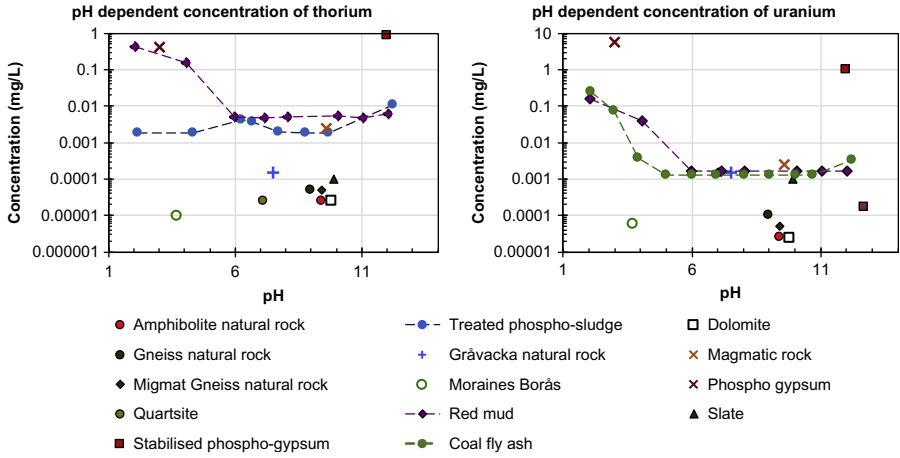 pH dependent concentration of thorium
Concentration (mg/L)
1
0.1
0.01
0.001
0.0001
0.00001
0.000001
1 6 11
pH
pH dependent concentration of uranium
Concentration (mg/L)
10
1
0.1
0.01
0.001
0.0001
0.00001
0.000001
1 6 11
pH
Amphibolite natural rock
Gneiss natural rock
Migmat Gneiss natural rock
Quartsite
Stabilised phospho-gypsum
Treated phospho-sludge
Gråvacka natural rock
Moraines Borås
Red mud
Coal fly ash
Dolomite
Magmatic rock
Phospho gypsum
Slate